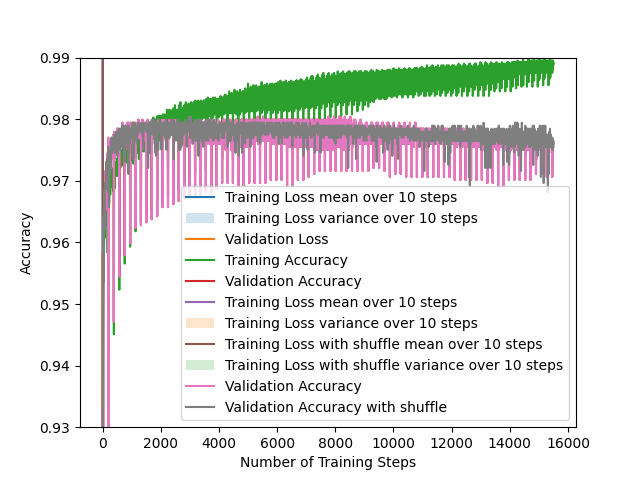 0.99
0.98
0.97
0.96
0.95
0.94
0.93
Accuracy
Training Loss mean over 10 steps
Training Loss variance over 10 steps
Validation Loss
Training Accuracy
Validation Accuracy
Training Loss mean over 10 steps
Training Loss variance over 10 steps
Training Loss with shuffle mean over 10 steps
Training Loss with shuffle variance over 10 steps
Validation Accuracy
Validation Accuracy with shuffle
0 2000 4000 6000 8000 10000 12000 14000 16000
Number of Training Steps